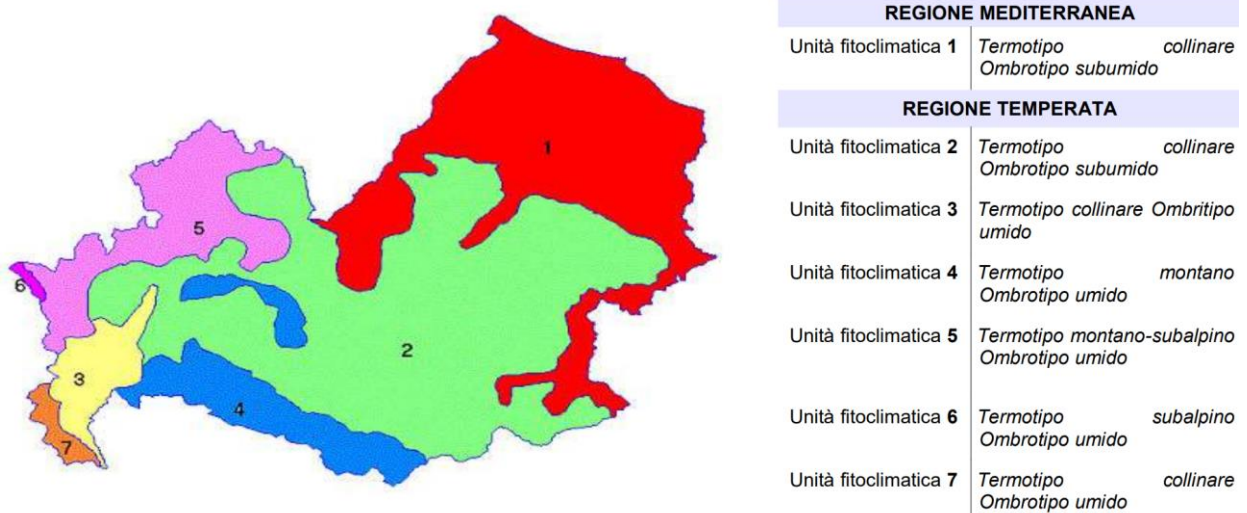 1
5
6
2
3
4
7
REGIONE MEDITERRANEA
Unità fitoclimatica 1 Termotipo collinare
Ombrotipo subumido
REGIONE TEMPERATA
Unità fitoclimatica 2 Termotipo collinare
Ombrotipo subumido
Unità fitoclimatica 3 Termotipo collinare Ombritipo
umido
Unità fitoclimatica 4 Termotipo montano
Ombrotipo umido
Unità fitoclimatica 5 Termotipo montano-subalpino
Ombrotipo umido
Unità fitoclimatica 6 Termotipo subalpino
Ombrotipo umido
Unità fitoclimatica 7 Termotipo collinare
Ombrotipo umido